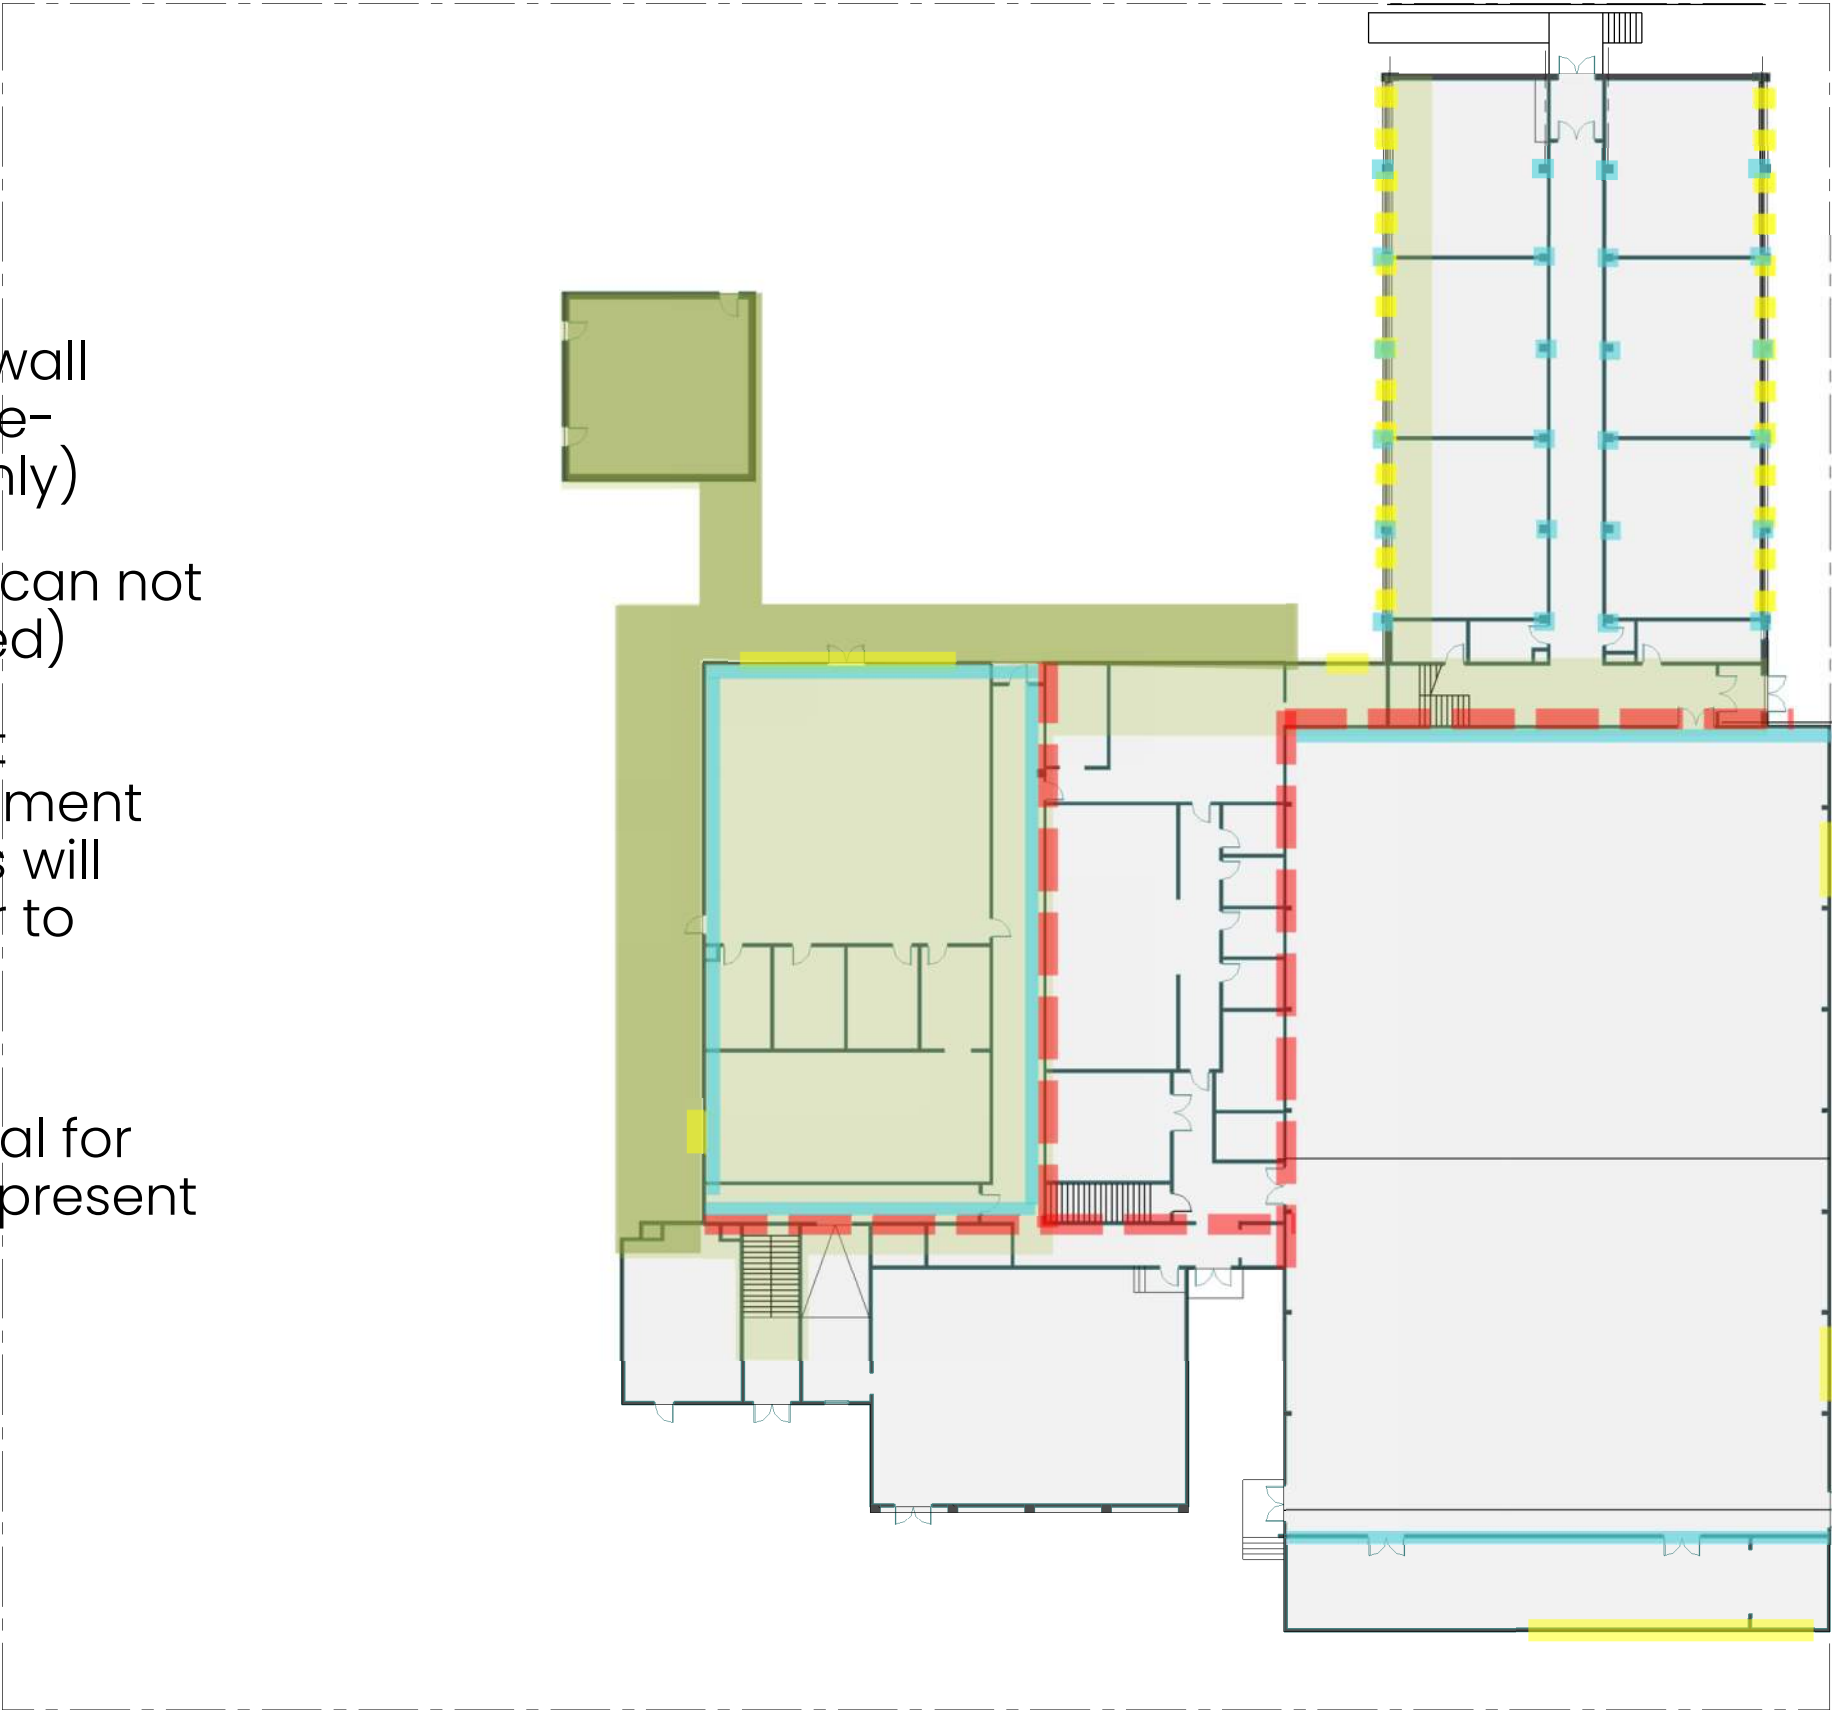 wall
e-
nly)
can not
ed)
ment
s will
r to
al for
present